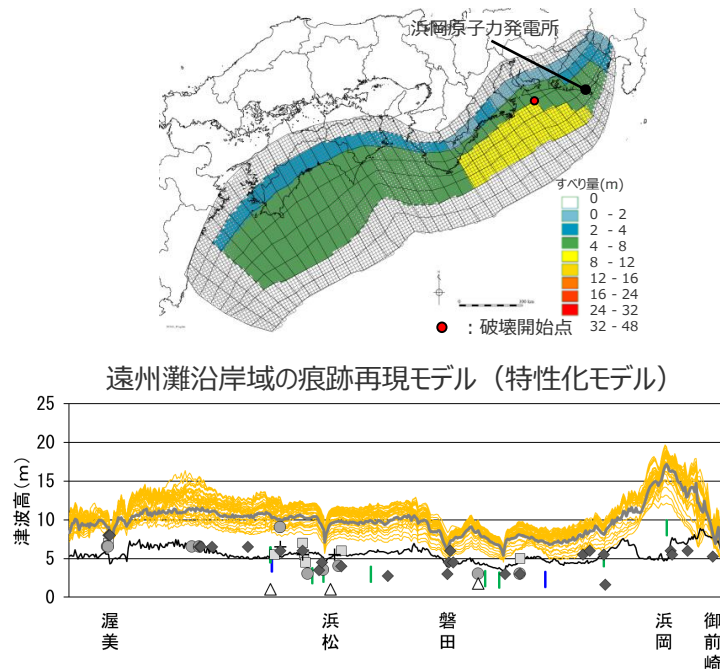 浜岡原子力発電所
すべり量(m)
0
0 - 2
2 - 4
4 - 8
8 - 12
12 - 16
16 - 24
24 - 32
32 - 48
：破壊開始点
遠州灘沿岸域の痕跡再現モデル（特性化モデル）
津波高(m)
25
20
15
10
5
0
渥美
浜松
磐田
浜岡
御前崎